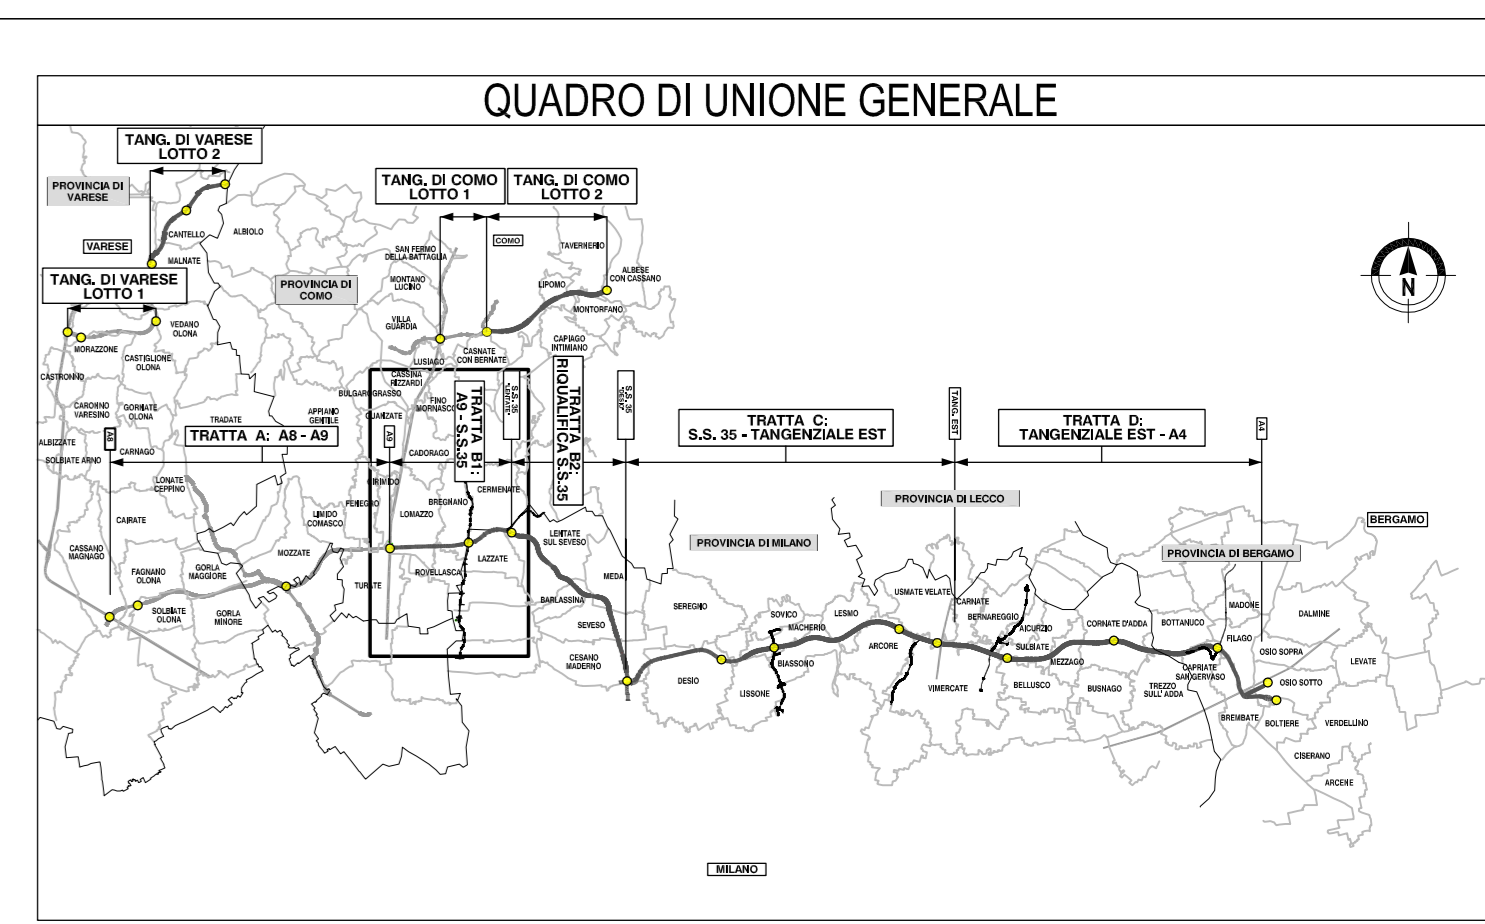 QUADRO DI UNIONE GENERALE
TANG. DI VARESE
LOTTO 2
PROVINCIA DI
VARESE
CANTELLO
ALBIOLO
VARESE
MALNATE
TANG. DI VARESE
LOTTO 1
PROVINCIA DI
COMO
VEDANO
OLONA
MORAZZONE
CASTIGLIONE
OLONA
CASTRONNO
CARONNO
VARESINO
GORNATE
OLONA
TRADATE
APPIANO
GENTILE
ALBIZZATE
SOLBIATE ARNO
CARNAGO
TANG. DI COMO
LOTTO 1
TANG. DI COMO
LOTTO 2
COMO
SAN FERMO
DELLA BATTAGLIA
TAVERNERIO
MONTANO
LUCINO
LIPOMO
ALBESE
CON CASSANO
MONTORFANO
VILLA
GUARDIA
CAPIAGO
INTIMIANO
CASNATE
CON BERNATE
LUSIAGO
CASSINA
RIZZARDI
BULGAROGRASSO
FINO
MORNASCO
GUANZATE
N
A8
TRATTA A: A8 - A9
A9
TRATTA B1:
A9 - S.S.35
S.S. 35
TRATTA B2:
RIQUALIFICA S.S.35
S.S. 35
TRATTA C:
S.S. 35 - TANGENZIALE EST
TANG. EST
TRATTA D:
TANGENZIALE EST - A4
A4
CADORAGO
CIRIMIDO
CERMENATE
BREGNANO
FENEGRO
LOMAZZO
LONATE
CEPPINO
LIMIDO
COMASCO
CAIRATE
CASSANO
MAGNAGO
MOZZATE
FAGNANO
OLONA
GORLA
MAGGIORE
SOLBIATE
OLONA
GORLA
MINORE
TURATE
ROVELLASCA
LAZZATE
LENTATE
SUL SEVESO
MEDA
BARLASSINA
SEVESO
CESANO
MADERNO
PROVINCIA DI LECCO
PROVINCIA DI MILANO
BERGAMO
PROVINCIA DI BERGAMO
SEREGNO
SOVICO
LESMO
MACHERIO
BIASSONO
DESIO
LISSONE
USMATE VELATE
CARNATE
BERNAREGGIO
AICURZIO
SULBIATE
ARCORE
VIMERCATE
MEZZAGO
BELLUSCO
BUSNAGO
CORNATE D'ADDA
BOTTANUCO
MADONE
DALMINE
FILAGO
OSIO SOPRA
LEVATE
CAPRIATE
SAN GERVASO
TREZZO
SULL' ADDA
OSIO SOTTO
BREMBATE
BOLTIERE
VERDELLINO
CISERANO
ARCENE
MILANO